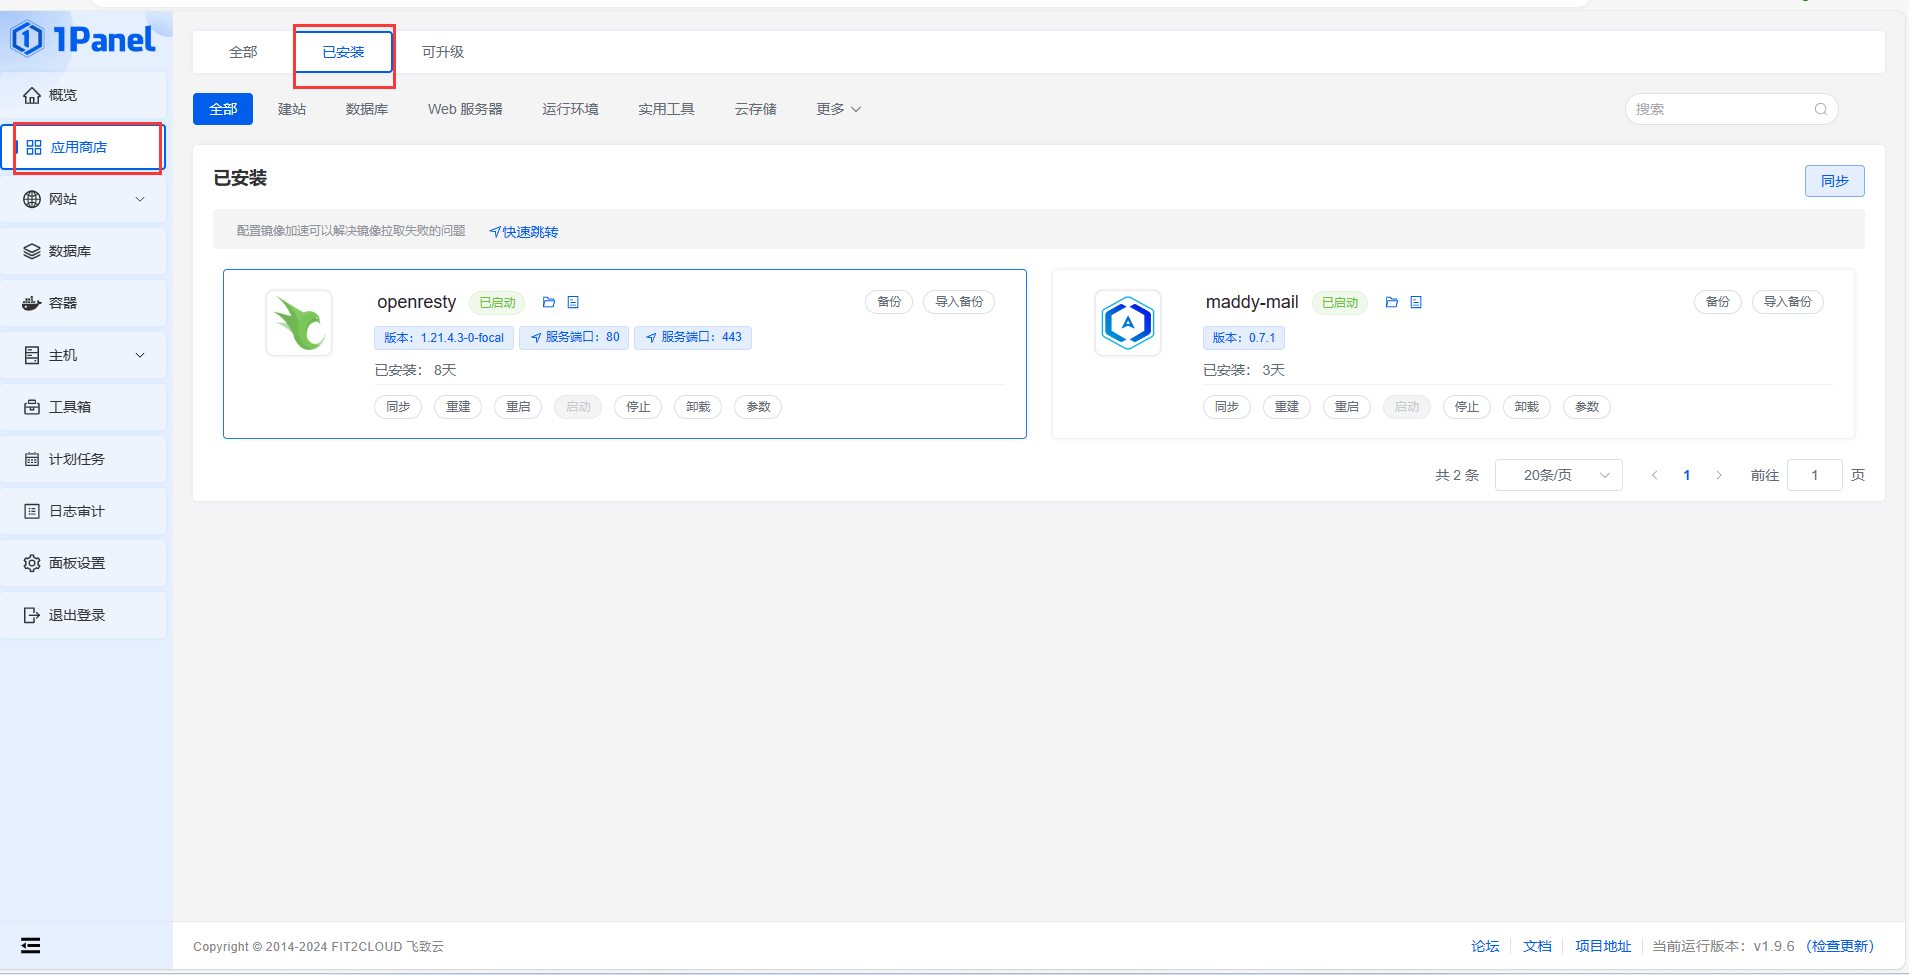 1Panel
概览
应用商店
网站
数据库
容器
主机
工具箱
计划任务
日志审计
面板设置
退出登录
全部 已安装 可升级
全部 建站 数据库 Web 服务器 运行环境 实用工具 云存储 更多 搜索
已安装 同步
配置镜像加速可以解决镜像拉取失败的问题 快速跳转
openresty 已启动 备份 导入备份
版本：1.21.4.3-0-focal 服务端口：80 服务端口：443
已安装： 8天
同步 重建 重启 启动 停止 卸载 参数
maddy-mail 已启动 备份 导入备份
版本：0.7.1
已安装： 3天
同步 重建 重启 启动 停止 卸载 参数
共 2 条 20条/页 1 前往 1 页
Copyright © 2014-2024 FIT2CLOUD 飞致云 论坛 文档 项目地址 当前运行版本：v1.9.6 (检查更新)